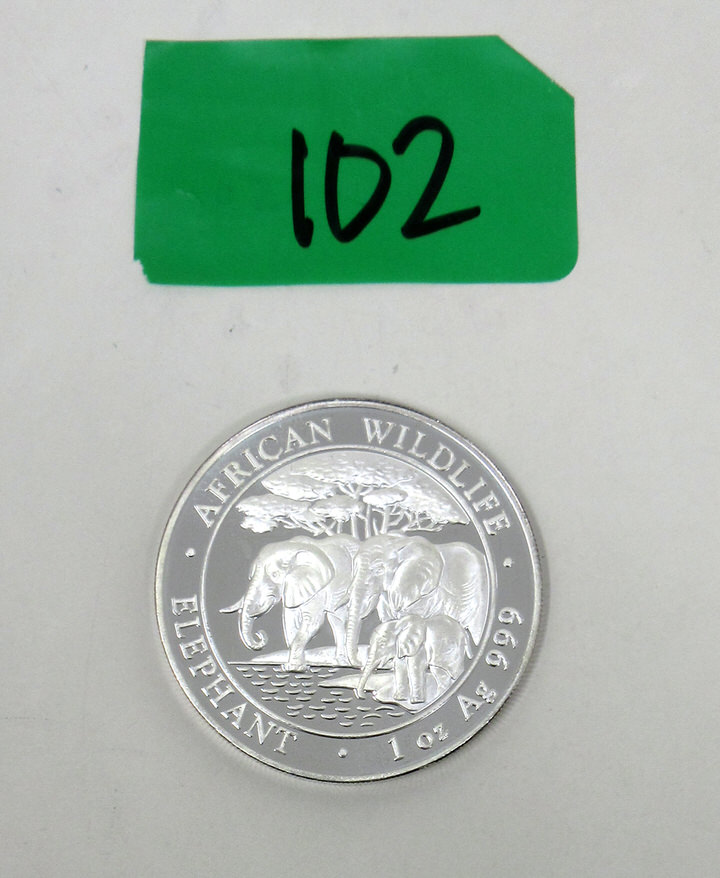 102
AFRICAN WILDLIFE
ELEPHANT • 1 oz Ag 999